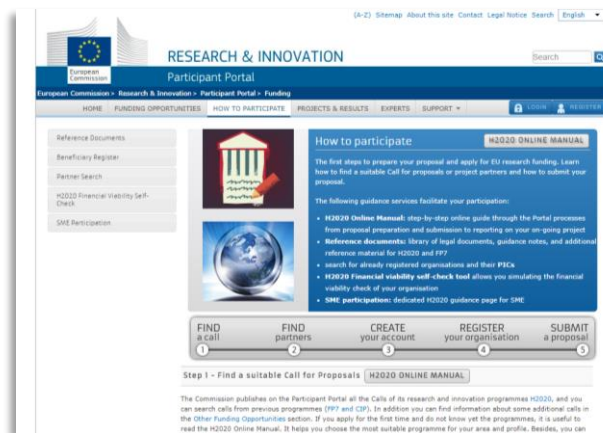 (A-Z) Sitemap About this site Contact Legal Notice Search English
European
Commission
RESEARCH & INNOVATION
Search
Participant Portal
European Commission > Research & Innovation > Participant Portal > Funding
HOME FUNDING OPPORTUNITIES HOW TO PARTICIPATE PROJECTS & RESULTS EXPERTS SUPPORT LOGIN REGISTER
Reference Documents
Beneficiary Register
Partner Search
H2020 Financial Viability Self-
Check
SME Participation
How to participate
H2020 ONLINE MANUAL
The first steps to prepare your proposal and apply for EU research funding. Learn
how to find a suitable Call for proposals or project partners and how to submit your
proposal.
The following guidance services facilitate your participation:
• H2020 Online Manual: step-by-step online guide through the Portal processes
from proposal preparation and submission to reporting on your on-going project
• Reference documents: library of legal documents, guidance notes, and additional
reference material for H2020 and FP7
• search for already registered organisations and their PICs
• H2020 Financial viability self-check tool allows you simulating the financial
viability check of your organisation
• SME participation: dedicated H2020 guidance page for SME
FIND FIND CREATE REGISTER SUBMIT
a call partners your account your organisation a proposal
1 2 3 4 5
Step 1 - Find a suitable Call for Proposals H2020 ONLINE MANUAL
The Commission publishes on the Participant Portal all the Calls of its research and innovation programmes H2020, and you
can search calls from previous programmes (FP7 and CIP). In addition you can find information about some additional calls in
the Other Funding Opportunities section. If you apply for the first time and do not know yet the programmes, it is useful to
read the H2020 Online Manual. It helps you choose the most suitable programme for your area and profile. Besides, you can